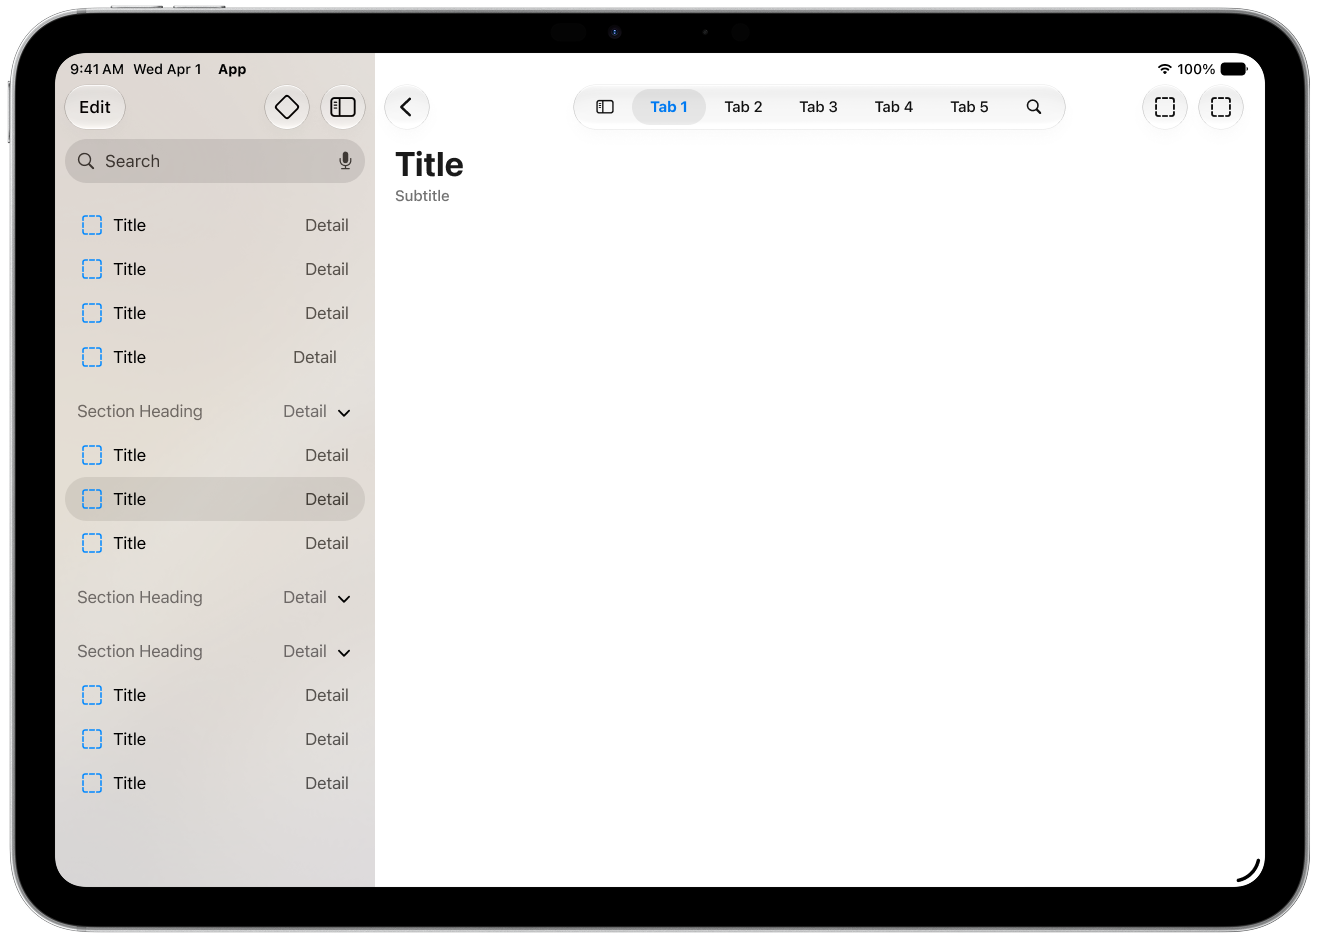 9:41 AM Wed Apr 1 App
100%
Edit
Tab 1 Tab 2 Tab 3 Tab 4 Tab 5
Search
Title Detail
Title Detail
Title Detail
Title Detail
Section Heading Detail
Title Detail
Title Detail
Title Detail
Section Heading Detail
Section Heading Detail
Title Detail
Title Detail
Title Detail
Title
Subtitle